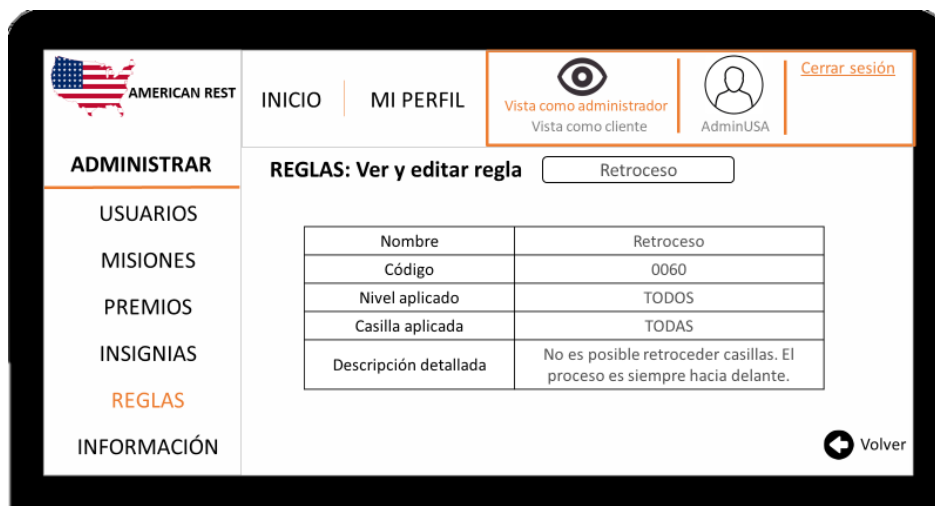 AMERICAN REST
INICIO
MI PERFIL
Vista como administrador
Vista como cliente
AdminUSA
Cerrar sesión
ADMINISTRAR
USUARIOS
MISIONES
PREMIOS
INSIGNIAS
REGLAS
INFORMACIÓN
REGLAS: Ver y editar regla
Retroceso
Nombre
Retroceso
Código
0060
Nivel aplicado
TODOS
Casilla aplicada
TODAS
Descripción detallada
No es posible retroceder casillas. El
proceso es siempre hacia delante.
Volver